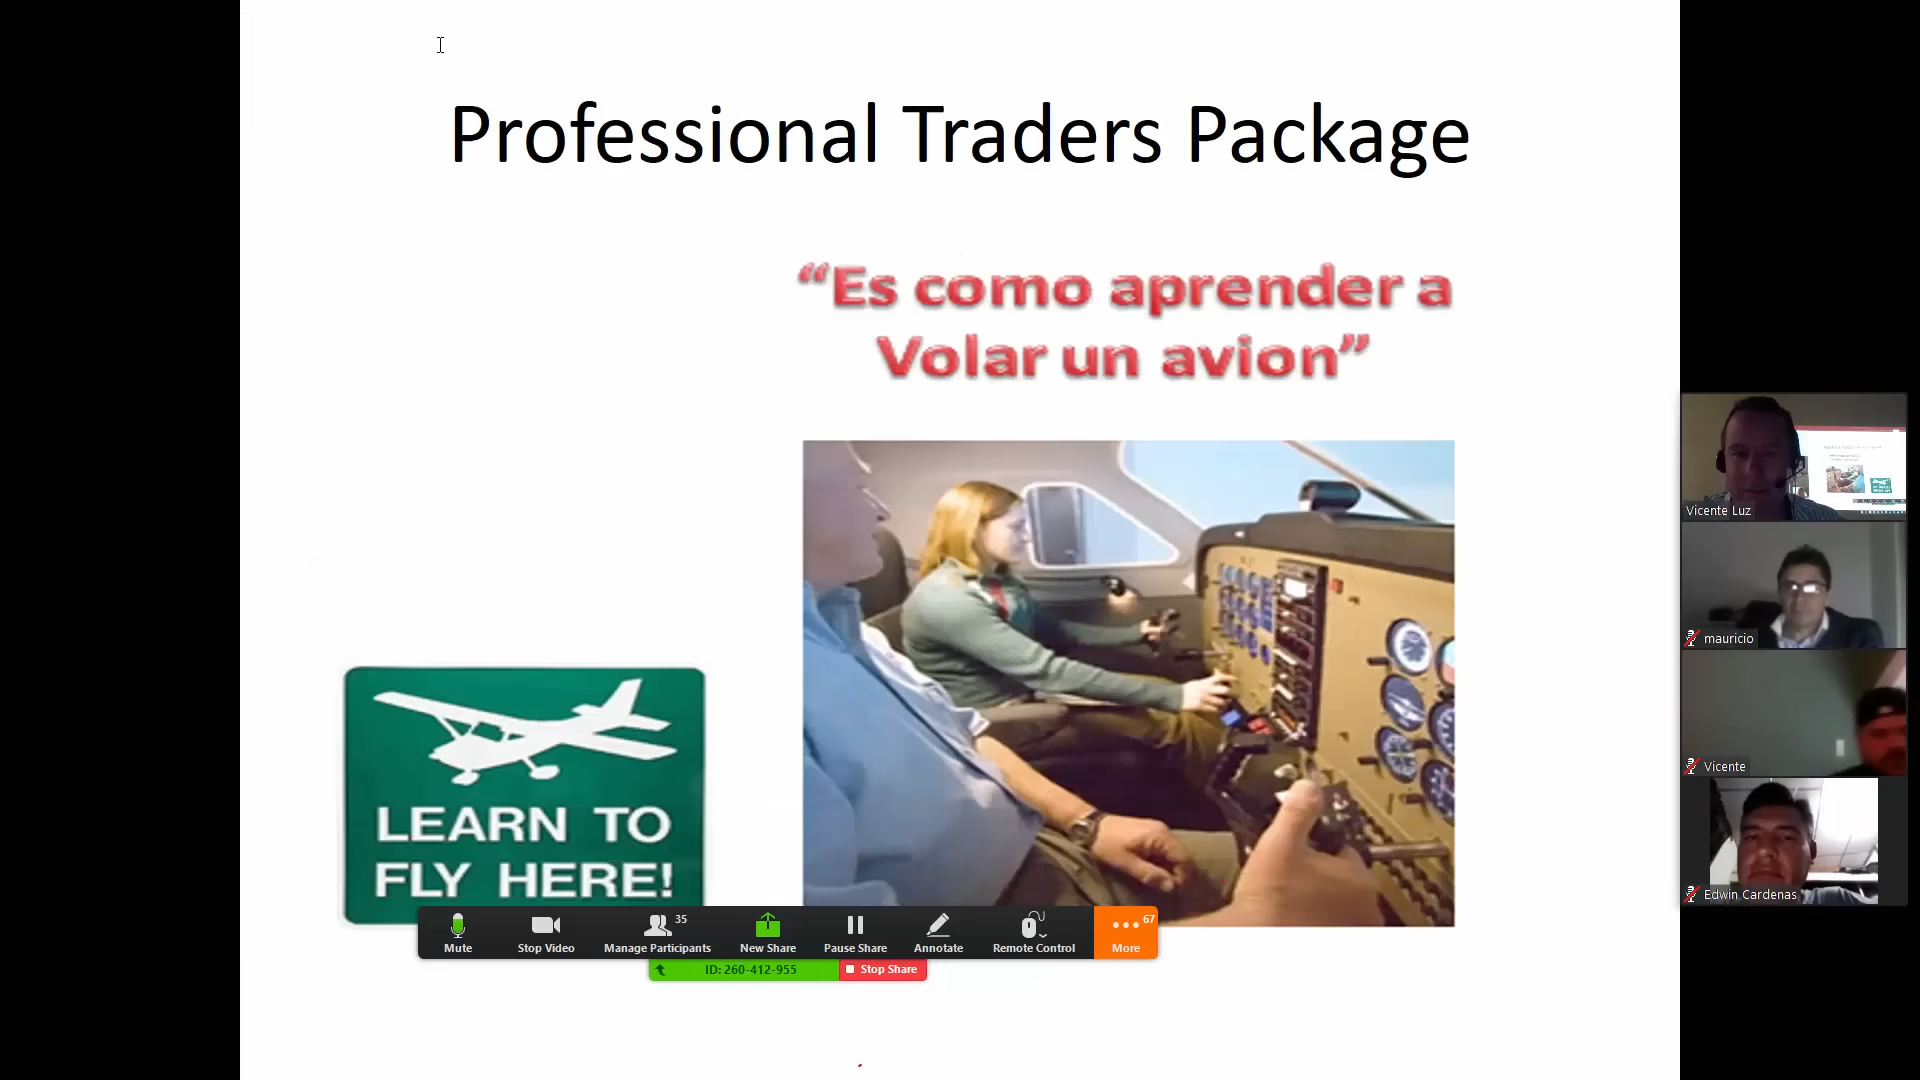 Professional Traders Package
“Es como aprender a
Volar un avion”
LEARN TO
FLY HERE!
Vicente Luz
mauricio
Vicente
Edwin Cardenas
Mute
Stop Video
Manage Participants
35
New Share
Pause Share
Annotate
Remote Control
More
67
ID: 260-412-955
Stop Share